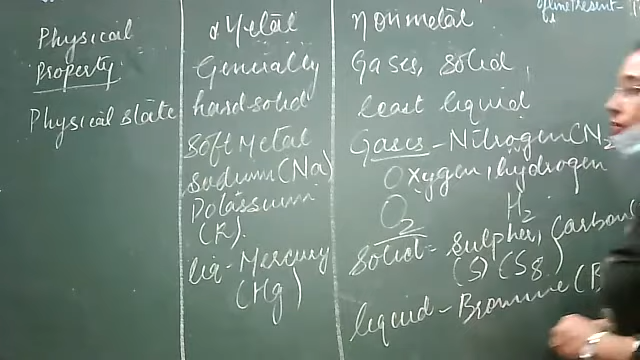 Physical Property
Metal
Nonmetal
Physical state
Generally
hard solid
Soft Metal
Sodium (Na)
Potassium
(K).
liq - Mercury
(Hg)
Gases, solid,
least liquid
Gases - Nitrogen (N2
Oxygen, hydrogen
O2 H2
Solid = Sulpher, Carbon(
(S) (S8
liquid - Bromine (B